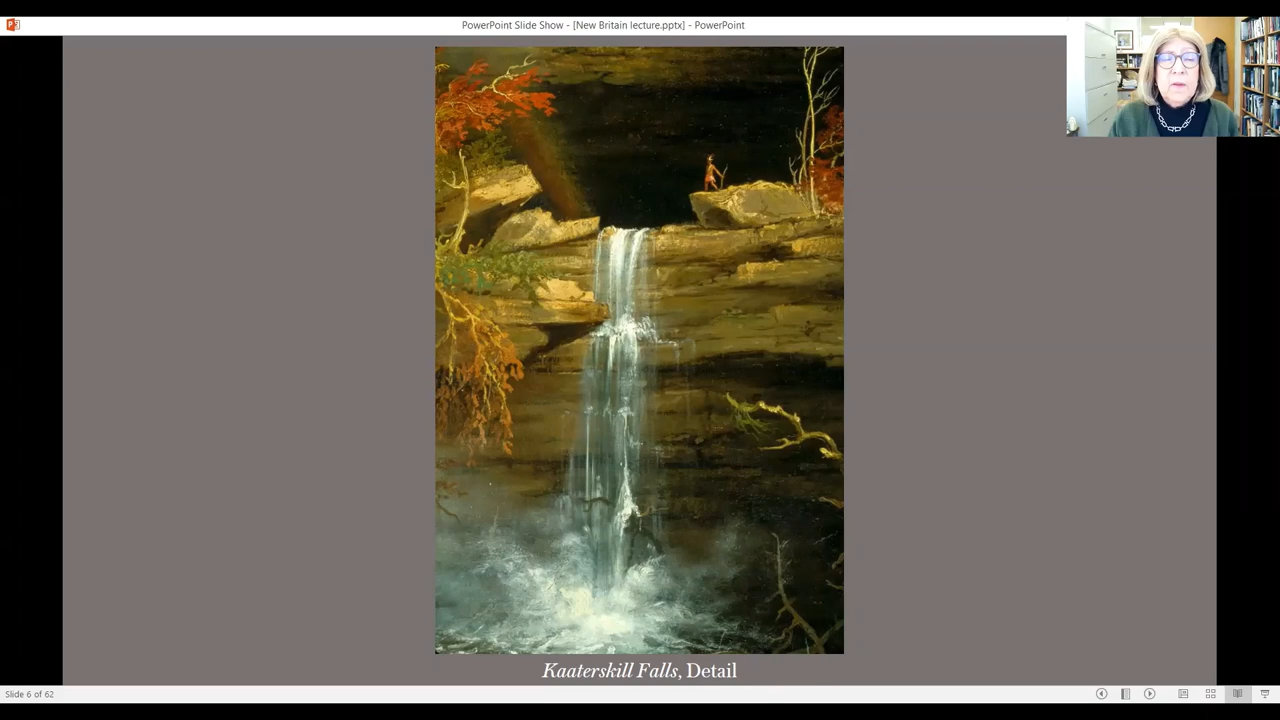 PowerPoint Slide Show - [New Britain lecture.pptx] - PowerPoint
Kaaterskill Falls, Detail
Slide 6 of 62